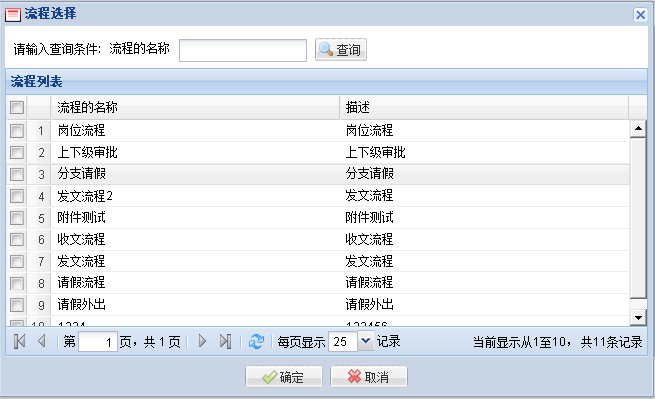 流程选择
请输入查询条件: 流程的名称 查询
流程列表
流程的名称 描述
1 岗位流程 岗位流程
2 上下级审批 上下级审批
3 分支请假 分支请假
4 发文流程2 发文流程
5 附件测试 附件测试
6 收文流程 收文流程
7 发文流程 发文流程
8 请假流程 请假流程
9 请假外出 请假外出
10 1234
第 1 页，共 1 页 每页显示 25 记录 当前显示从1至10，共11条记录
确定 取消